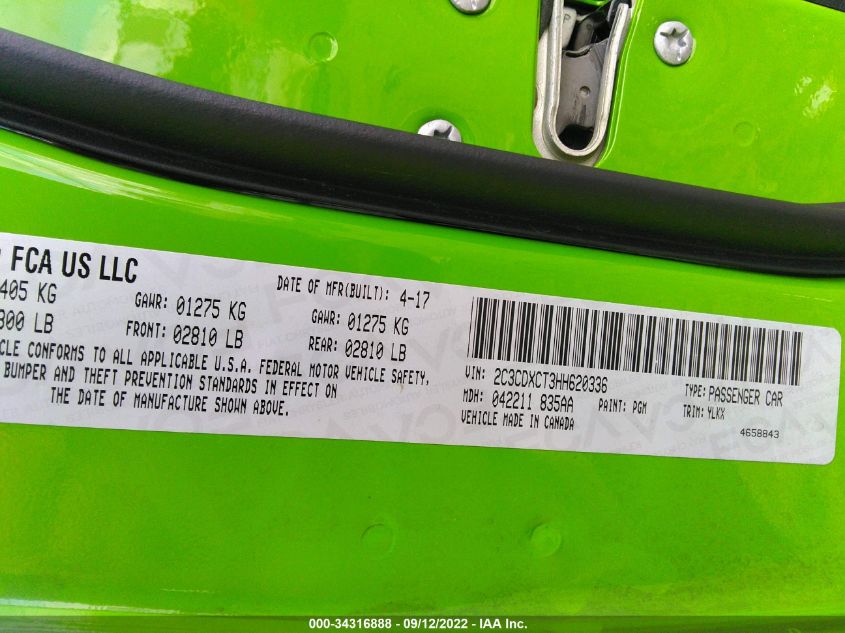 FCA US LLC
405 KG
GAWR: 01275 KG
DATE OF MFR(BUILT): 4-17
300 LB
FRONT: 02810 LB
GAWR: 01275 KG
REAR: 02810 LB
CLE CONFORMS TO ALL APPLICABLE U.S.A. FEDERAL MOTOR VEHICLE SAFETY,
BUMPER AND THEFT PREVENTION STANDARDS IN EFFECT ON
THE DATE OF MANUFACTURE SHOWN ABOVE.
VIN: 2C3CDXCT3HH620336
TYPE: PASSENGER CAR
MDH: 042211 835AA
PAINT: PGM
TRIM: YLKX
VEHICLE MADE IN CANADA
4658843
000-34316888 - 09/12/2022 - IAA Inc.